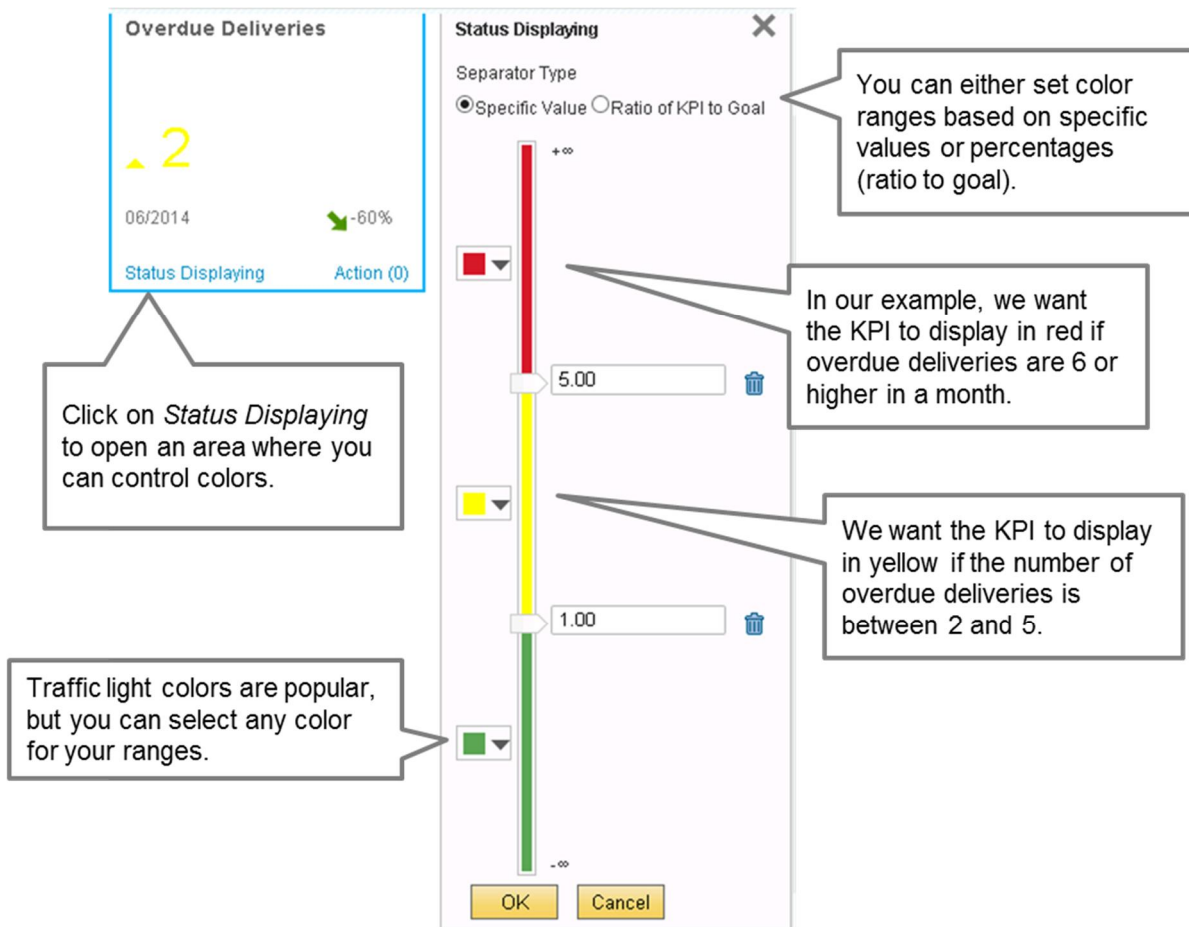 Overdue Deliveries
2
06/2014
-60%
Status Displaying
Action (0)
Status Displaying
Separator Type
Specific Value
Ratio of KPI to Goal
+∞
5.00
1.00
-∞
OK
Cancel
You can either set color
ranges based on specific
values or percentages
(ratio to goal).
In our example, we want
the KPI to display in red if
overdue deliveries are 6 or
higher in a month.
Click on Status Displaying
to open an area where you
can control colors.
We want the KPI to display
in yellow if the number of
overdue deliveries is
between 2 and 5.
Traffic light colors are popular,
but you can select any color
for your ranges.